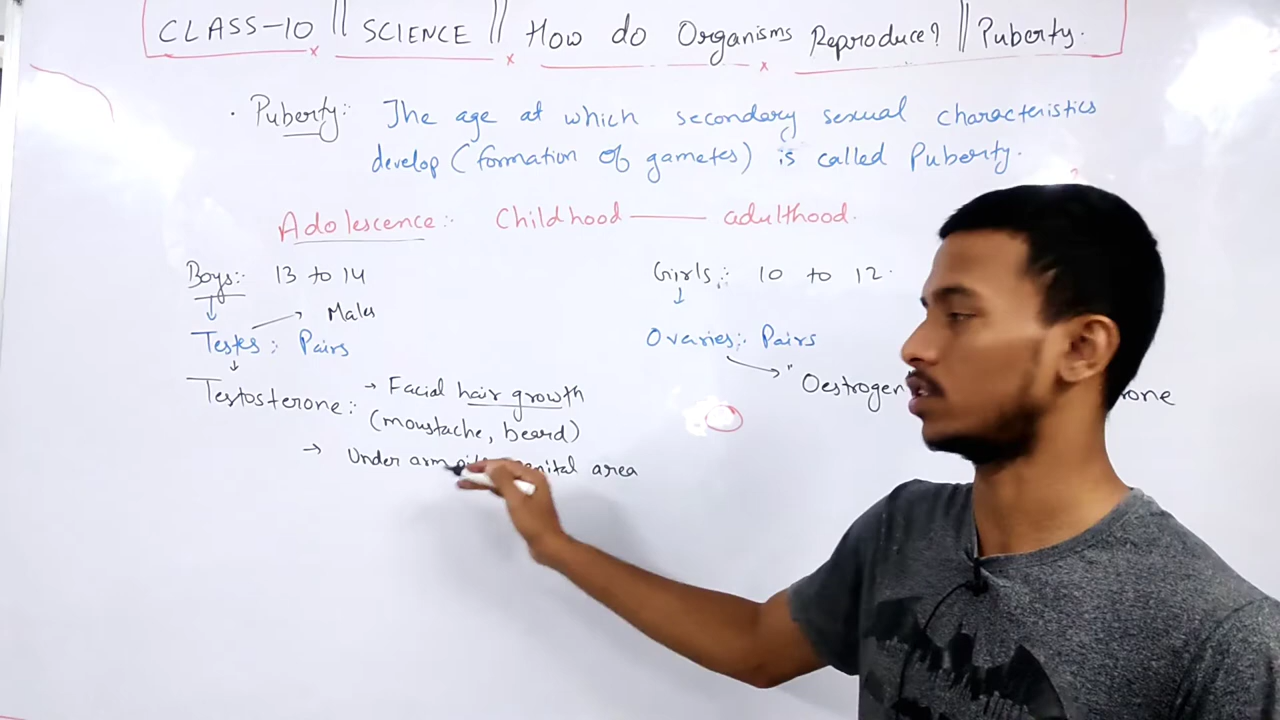 CLASS-10 || SCIENCE || How do Organisms Reproduce? || Puberty.
· Puberty:- The age at which secondary sexual characteristics
develop (formation of gametes) is called Puberty.
Adolescence:- Childhood —— adulthood.
Boys:- 13 to 14
Males
Testes: Pairs
Testosterone:- → Facial hair growth
(moustache, beard)
→ Under arm area
Girls:- 10 to 12.
Ovaries:- Pairs
"Oestrogen